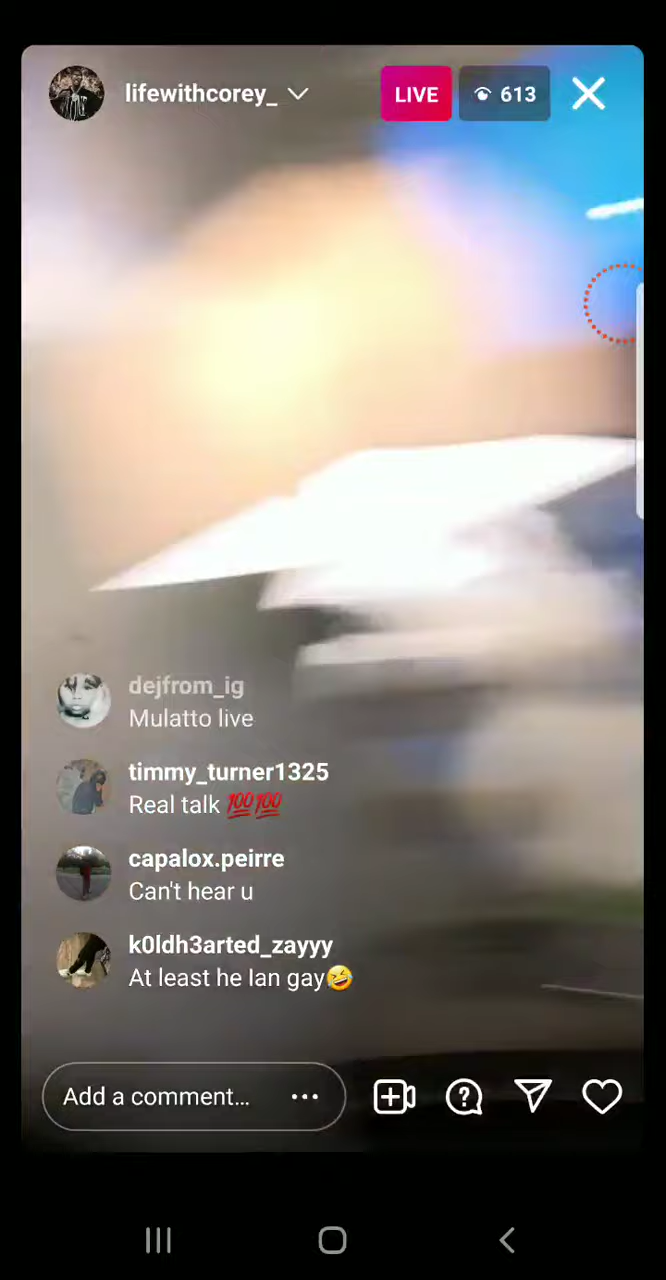 lifewithcorey_
LIVE
613
dejfrom_ig
Mulatto live
timmy_turner1325
Real talk 💯💯
capalox.peirre
Can't hear u
k0ldh3arted_zayyy
At least he Ian gay🤣
Add a comment...